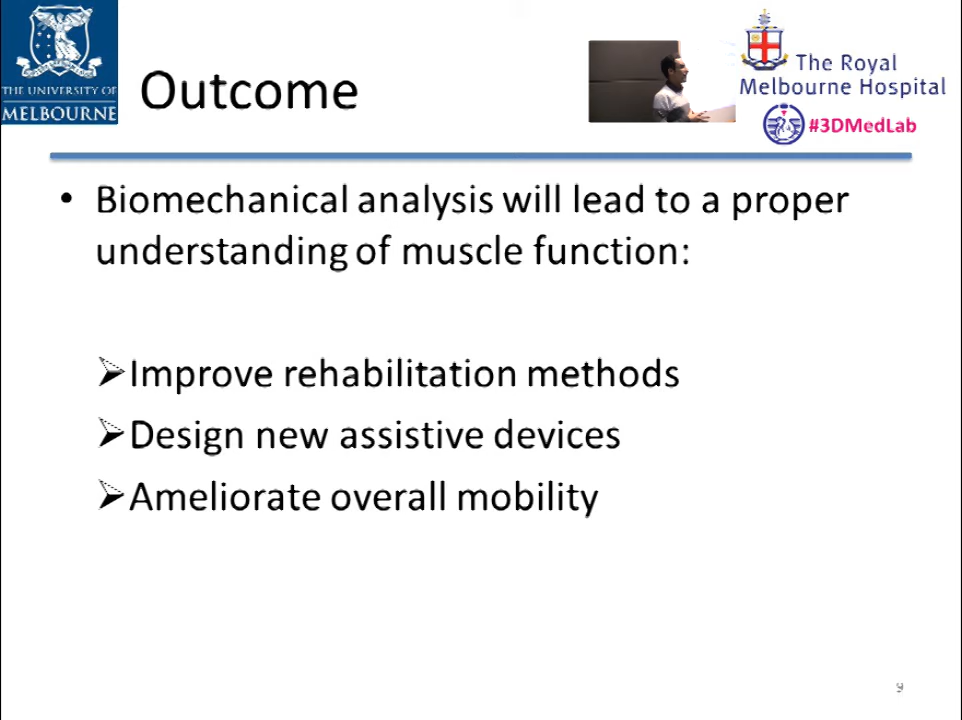 THE UNIVERSITY OF
MELBOURNE
Outcome
The Royal
Melbourne Hospital
#3DMedLab
• Biomechanical analysis will lead to a proper
understanding of muscle function:
➢Improve rehabilitation methods
➢Design new assistive devices
➢Ameliorate overall mobility
9